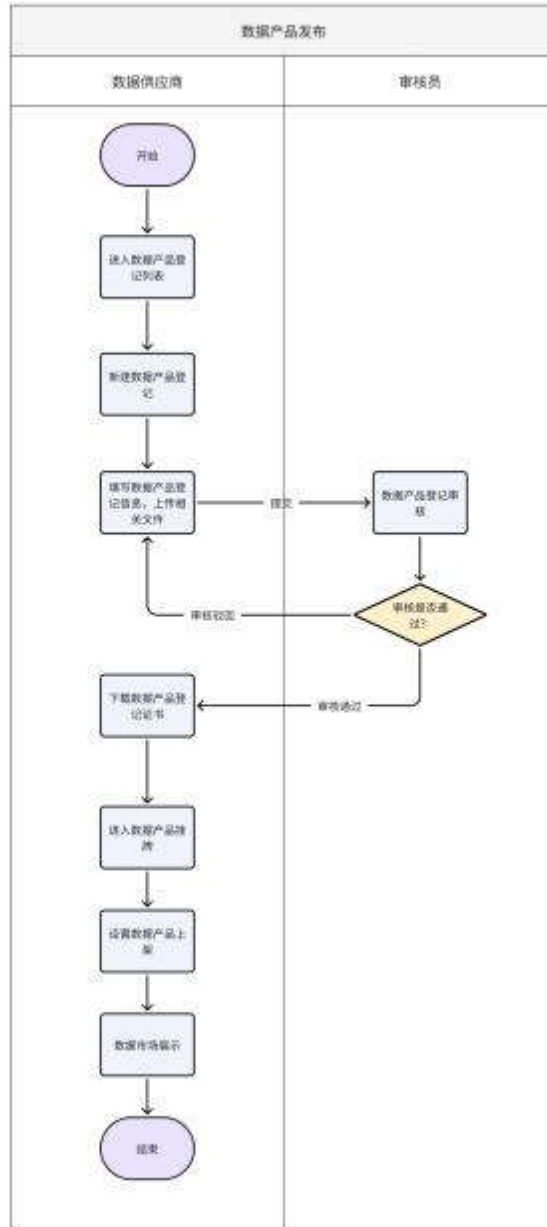 数据产品发布
数据供应商
审核员
开始
进入数据产品登
记列表
新建数据产品登
记
填写数据产品登
记信息，上传相
关文件
提交
数据产品登记审
核
审核是否通
过?
审核驳回
下载数据产品登
记证书
审核通过
进入数据产品挂
牌
设置数据产品上
架
数据市场展示
结束